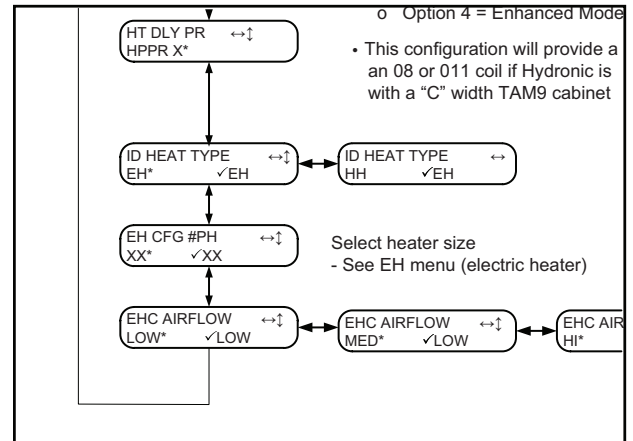 o Option 4 = Enhanced Mode
HT DLY PR ↔↕
HPPR X*
• This configuration will provide a
an 08 or 011 coil if Hydronic is
with a “C” width TAM9 cabinet
ID HEAT TYPE ↔↕
EH* ✓EH
ID HEAT TYPE ↔
HH ✓EH
EH CFG #PH ↔↕
XX* ✓XX
Select heater size
- See EH menu (electric heater)
EHC AIRFLOW ↔↕
LOW* ✓LOW
EHC AIRFLOW ↔↕
MED* ✓LOW
EHC AIR
HI*